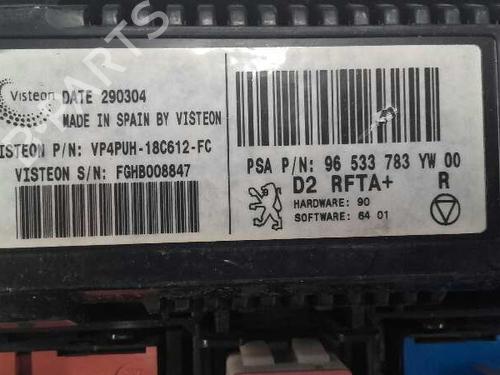 Visteon DATE 290304
MADE IN SPAIN BY VISTEON
ISTEON P/N: VP4PUH-18C612-FC
VISTEON S/N: FGHB008847
PSA P/N: 96 533 783 YW 00
D2 RFTA+ R
HARDWARE: 90
SOFTWARE: 64 01